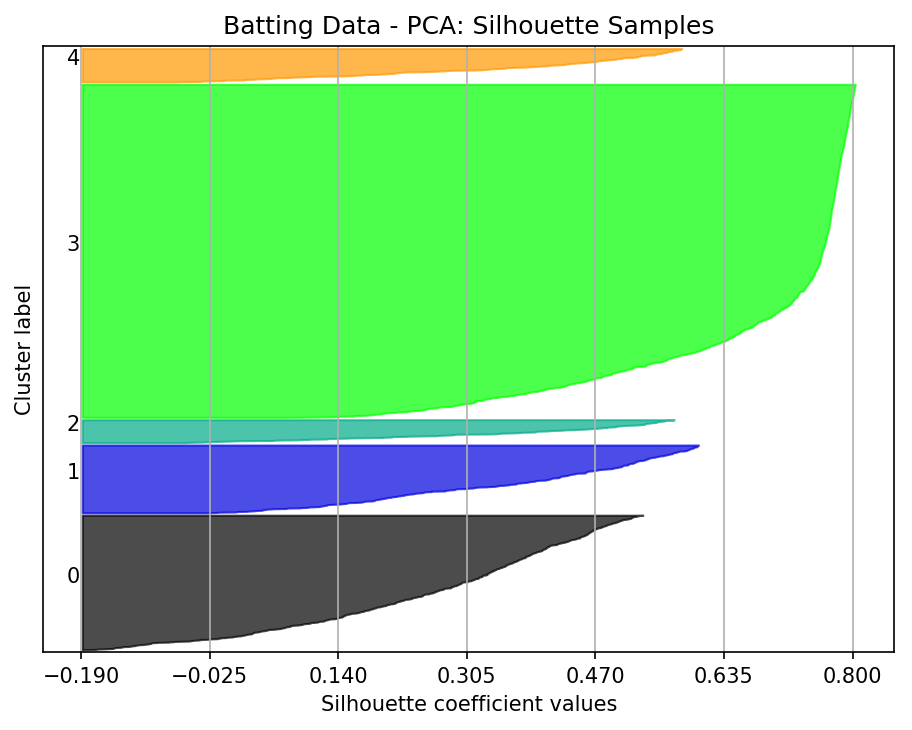 Batting Data - PCA: Silhouette Samples
4
3
2
1
0
Cluster label
−0.190 −0.025 0.140 0.305 0.470 0.635 0.800
Silhouette coefficient values